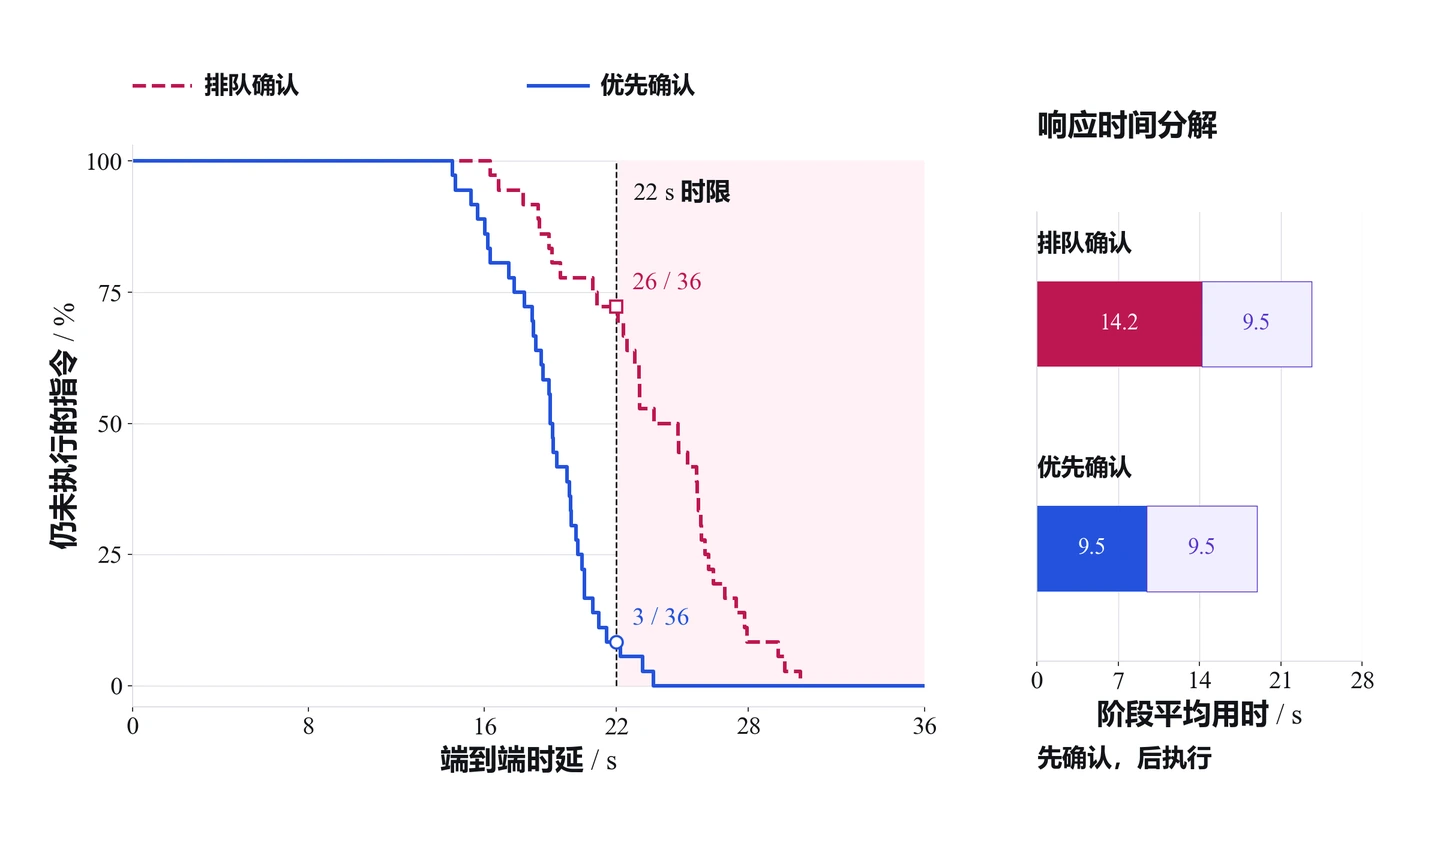 排队确认
优先确认
100
75
50
25
0
仍未执行的指令 / %
22 s 时限
26 / 36
3 / 36
0 8 16 22 28 36
端到端时延 / s
响应时间分解
排队确认
14.2 9.5
优先确认
9.5 9.5
0 7 14 21 28
阶段平均用时 / s
先确认，后执行